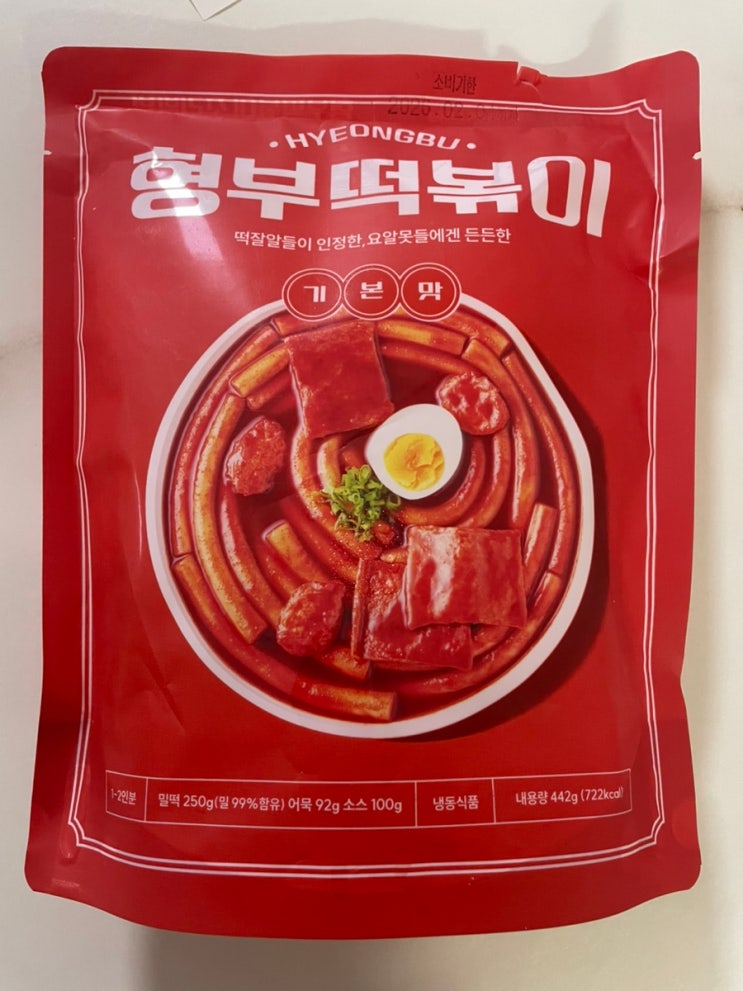 소비기한
• HYEONGBU •
형부떡볶이
떡잘알들이 인정한, 요알못들에겐 든든한
기본맛
1-2인분
밀떡 250g(밀 99%함유) 어묵 92g 소스 100g
냉동식품
내용량 442g (722kcal)